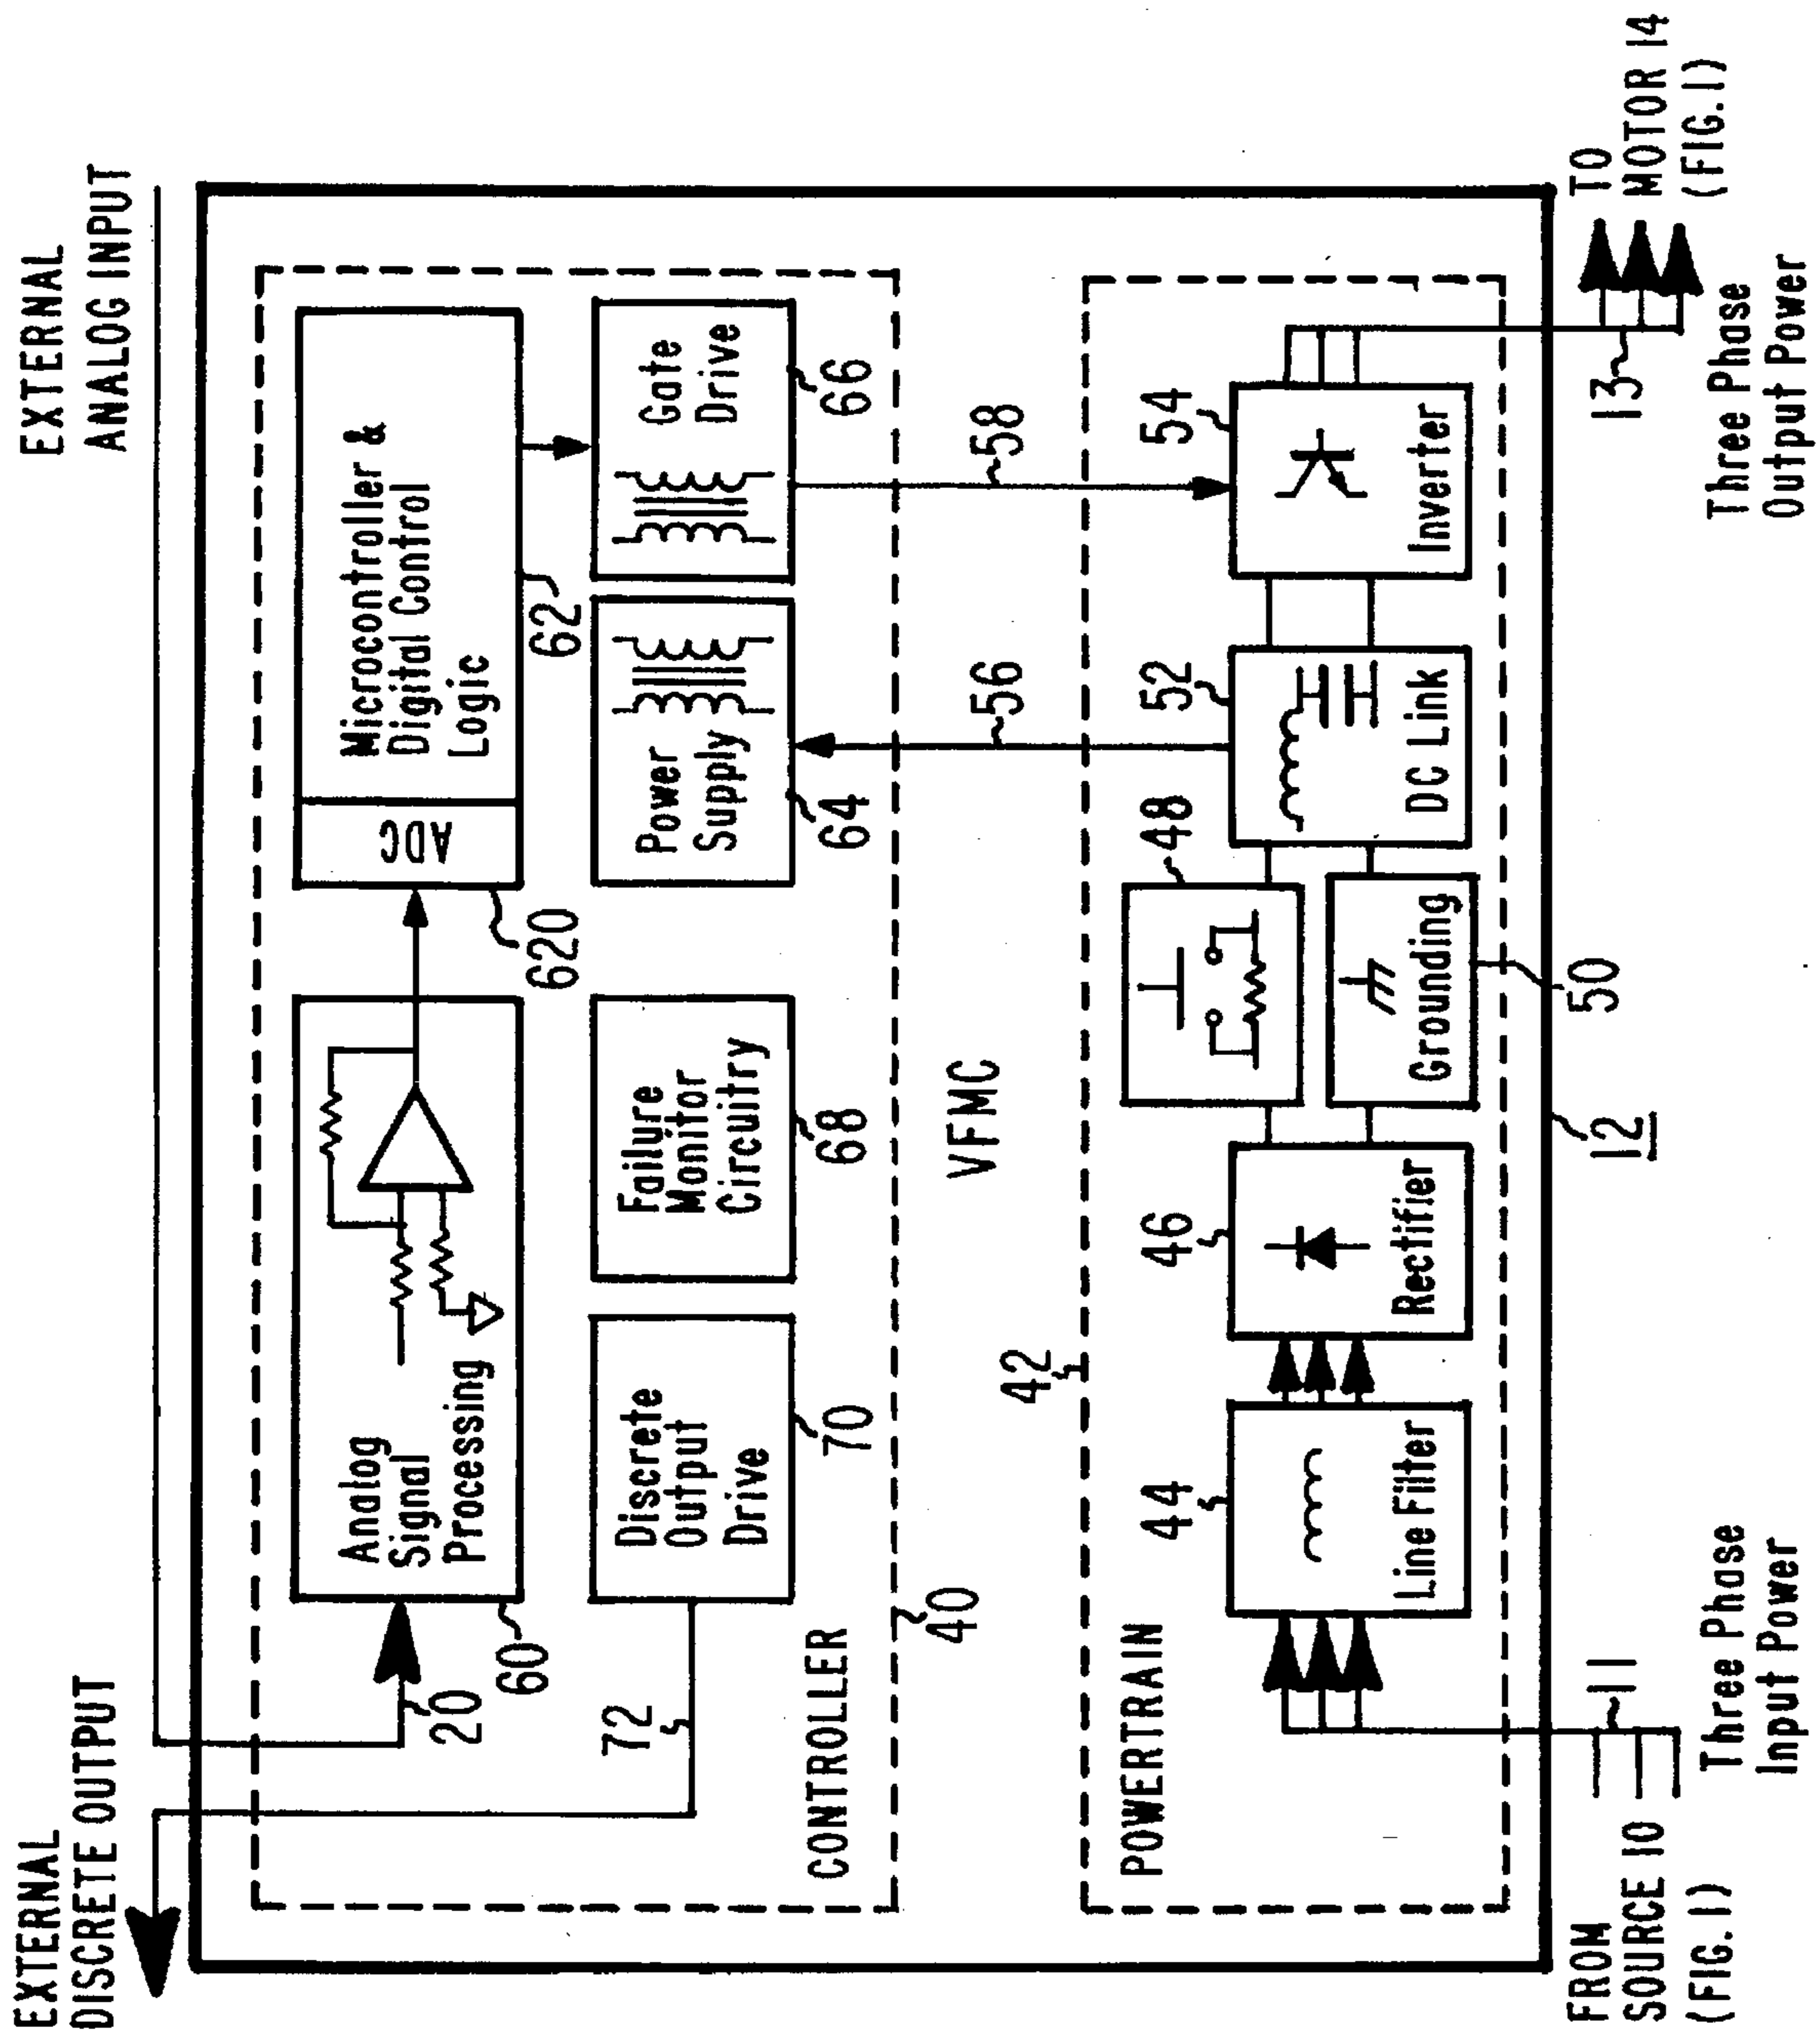 EXTERNAL
DISCRETE OUTPUT
EXTERNAL
ANALOG INPUT
20
60
Analog
Signal
Processing
620
ADC
Microcontroller &
Digital Control
Logic
62
72
Discrete
Output
Drive
70
Failure
Monitor
Circuitry
68
Power
Supply
64
Gate
Drive
66
CONTROLLER
40
VFMC
56
58
42
POWERTRAIN
44
Line Filter
46
Rectifier
48
Grounding
50
52
DC Link
54
Inverter
12
FROM
SOURCE 10
(FIG.1)
11
Three Phase
Input Power
13
Three Phase
Output Power
TO
MOTOR 14
(FIG.1)